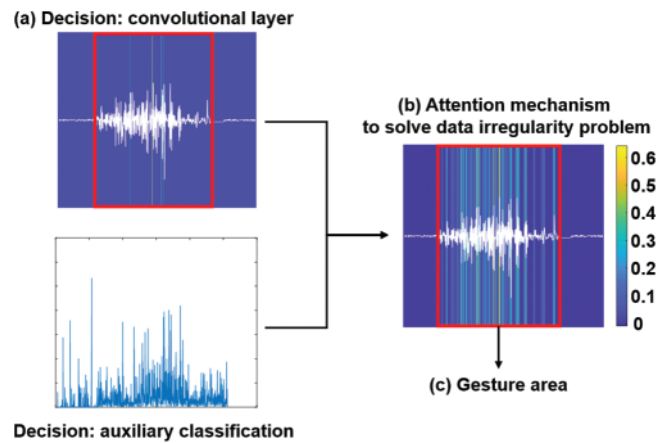 (a) Decision: convolutional layer
(b) Attention mechanism
to solve data irregularity problem
0.6
0.5
0.4
0.3
0.2
0.1
0
(c) Gesture area
Decision: auxiliary classification